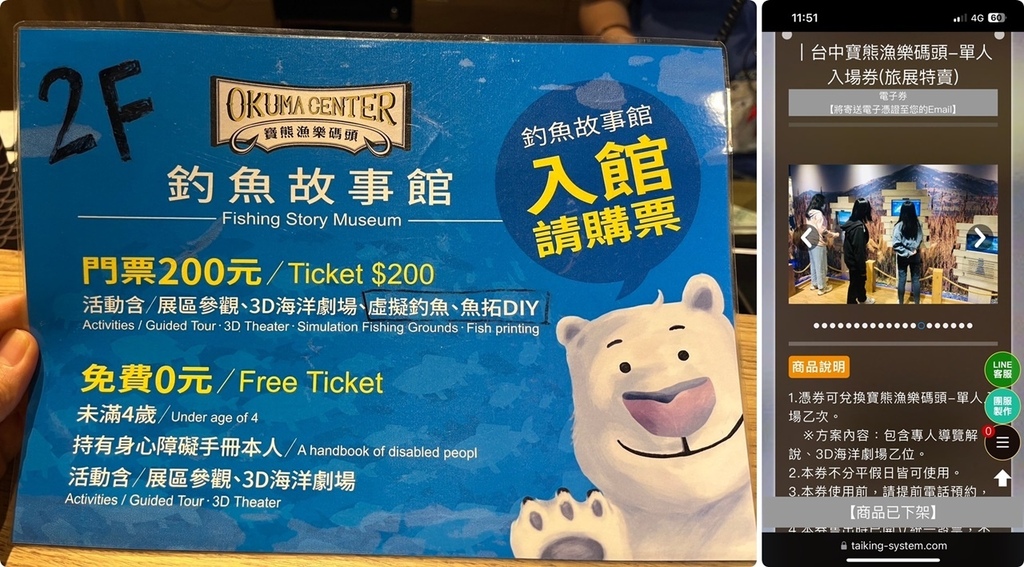 2F
OKUMA CENTER
寶熊漁樂碼頭
釣魚故事館
Fishing Story Museum
釣魚故事館
入館
請購票
門票200元/Ticket $200
活動含/展區參觀、3D海洋劇場、虛擬釣魚、魚拓DIY
Activities / Guided Tour · 3D Theater · Simulation Fishing Grounds · Fish printing
免費0元/Free Ticket
未滿4歲/Under age of 4
持有身心障礙手冊本人/A handbook of disabled peopl
活動含/展區參觀、3D海洋劇場
Activities / Guided Tour · 3D Theater
11:51
4G 60
｜台中寶熊漁樂碼頭–單人
入場券(旅展特賣)
電子券
【將寄送電子憑證至您的Email】
商品說明
LINE
客服
團服
製作
0
1.憑券可兌換寶熊漁樂碼頭–單人入
場乙次。
※方案內容：包含專人導覽解
說、3D海洋劇場乙位。
2.本券不分平假日皆可使用。
3.本券使用前，請提前電話預約，
【商品已下架】
taiking-system.com